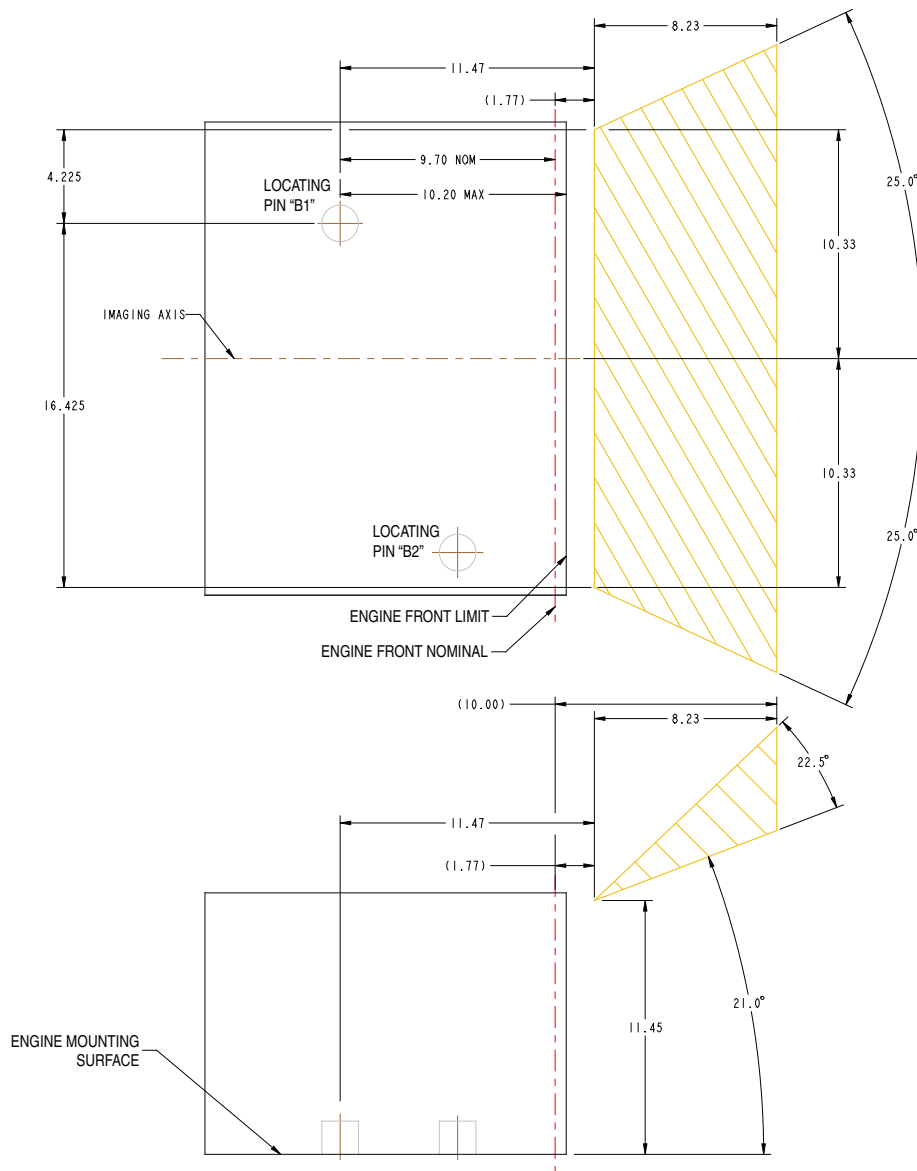 8.23
11.47
(1.77)
9.70 NOM
4.225
LOCATING
PIN "B1"
10.20 MAX
25.0°
10.33
IMAGING AXIS
16.425
10.33
LOCATING
PIN "B2"
25.0°
ENGINE FRONT LIMIT
ENGINE FRONT NOMINAL
(10.00)
8.23
22.5°
11.47
(1.77)
21.0°
11.45
ENGINE MOUNTING
SURFACE